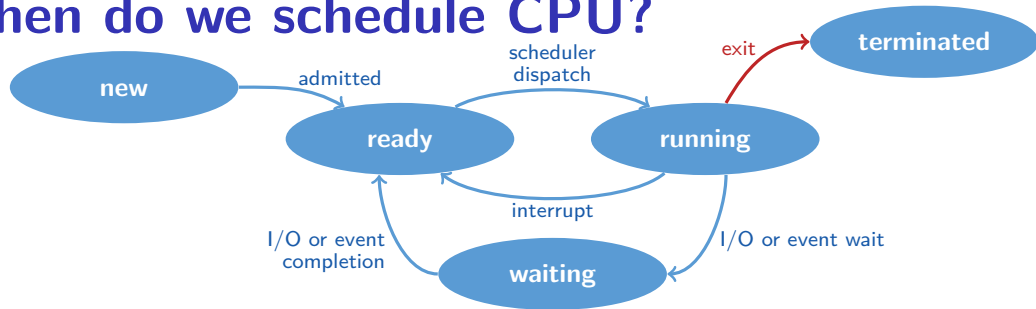 hen do we schedule CPU?
terminated
exit
scheduler
dispatch
admitted
new
ready
running
interrupt
I/O or event
completion
I/O or event wait
waiting